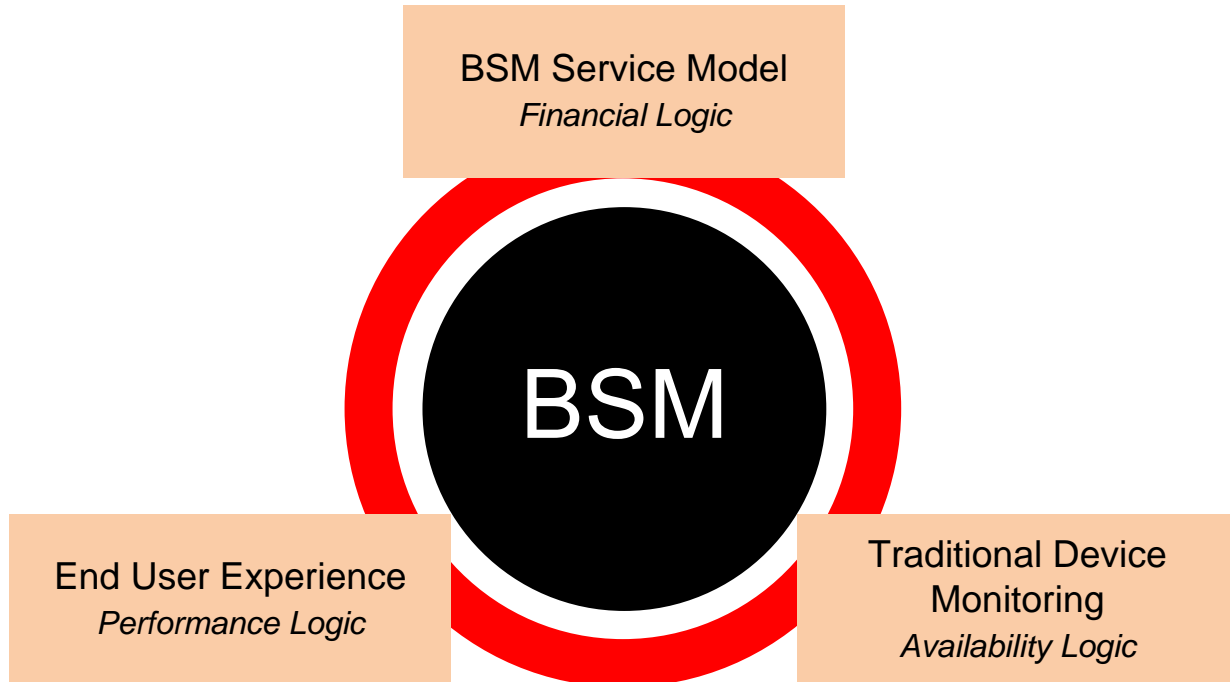 BSM Service Model
Financial Logic
BSM
End User Experience
Performance Logic
Traditional Device
Monitoring
Availability Logic